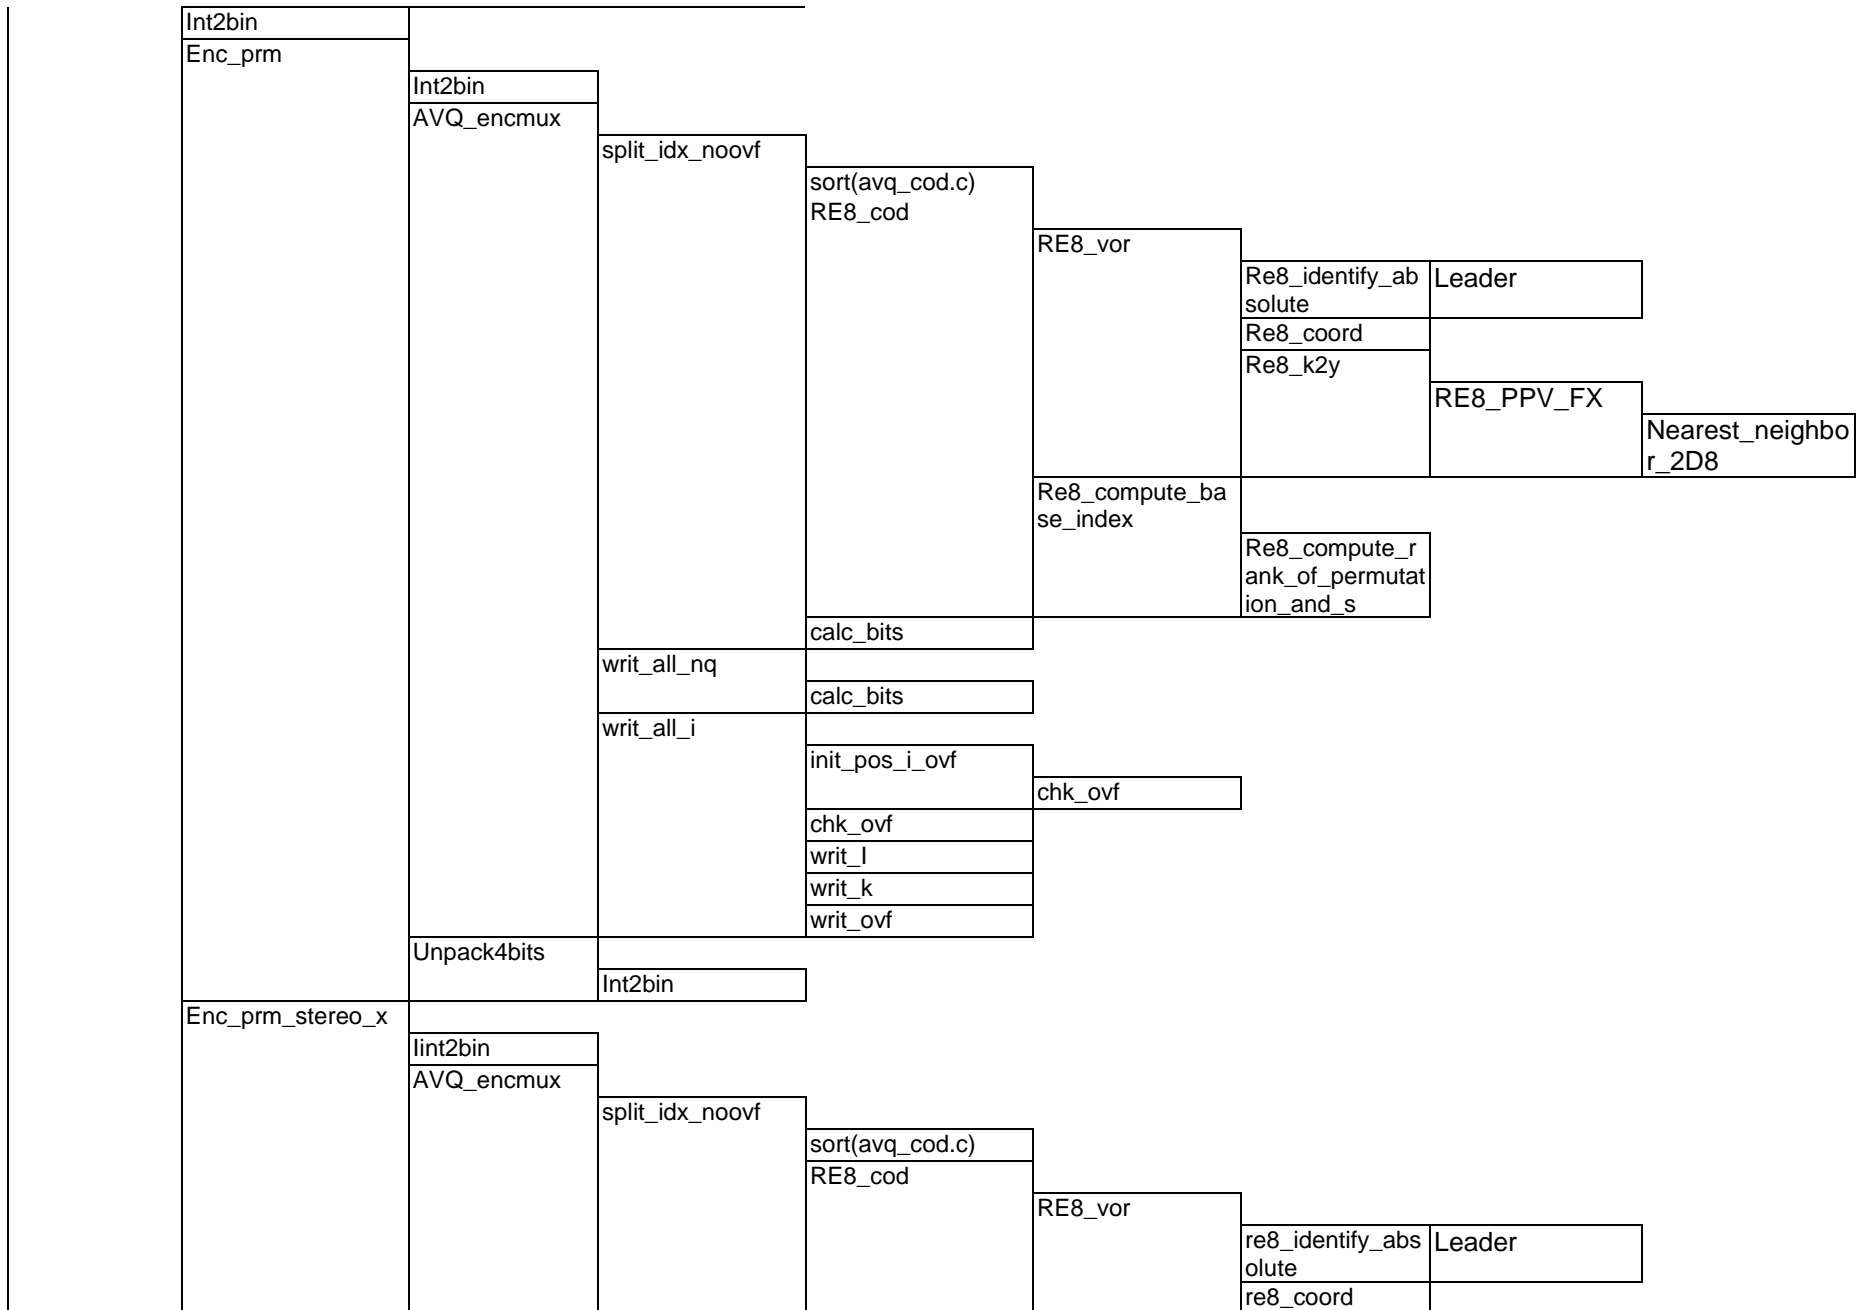 Int2bin
Enc_prm
Int2bin
AVQ_encmux
split_idx_noovf
sort(avq_cod.c)
RE8_cod
RE8_vor
Re8_identify_ab
solute
Leader
Re8_coord
Re8_k2y
RE8_PPV_FX
Nearest_neighbo
r_2D8
Re8_compute_ba
se_index
Re8_compute_r
ank_of_permutat
ion_and_s
calc_bits
writ_all_nq
calc_bits
writ_all_i
init_pos_i_ovf
chk_ovf
chk_ovf
writ_I
writ_k
writ_ovf
Unpack4bits
Int2bin
Enc_prm_stereo_x
Iint2bin
AVQ_encmux
split_idx_noovf
sort(avq_cod.c)
RE8_cod
RE8_vor
re8_identify_abs
olute
Leader
re8_coord